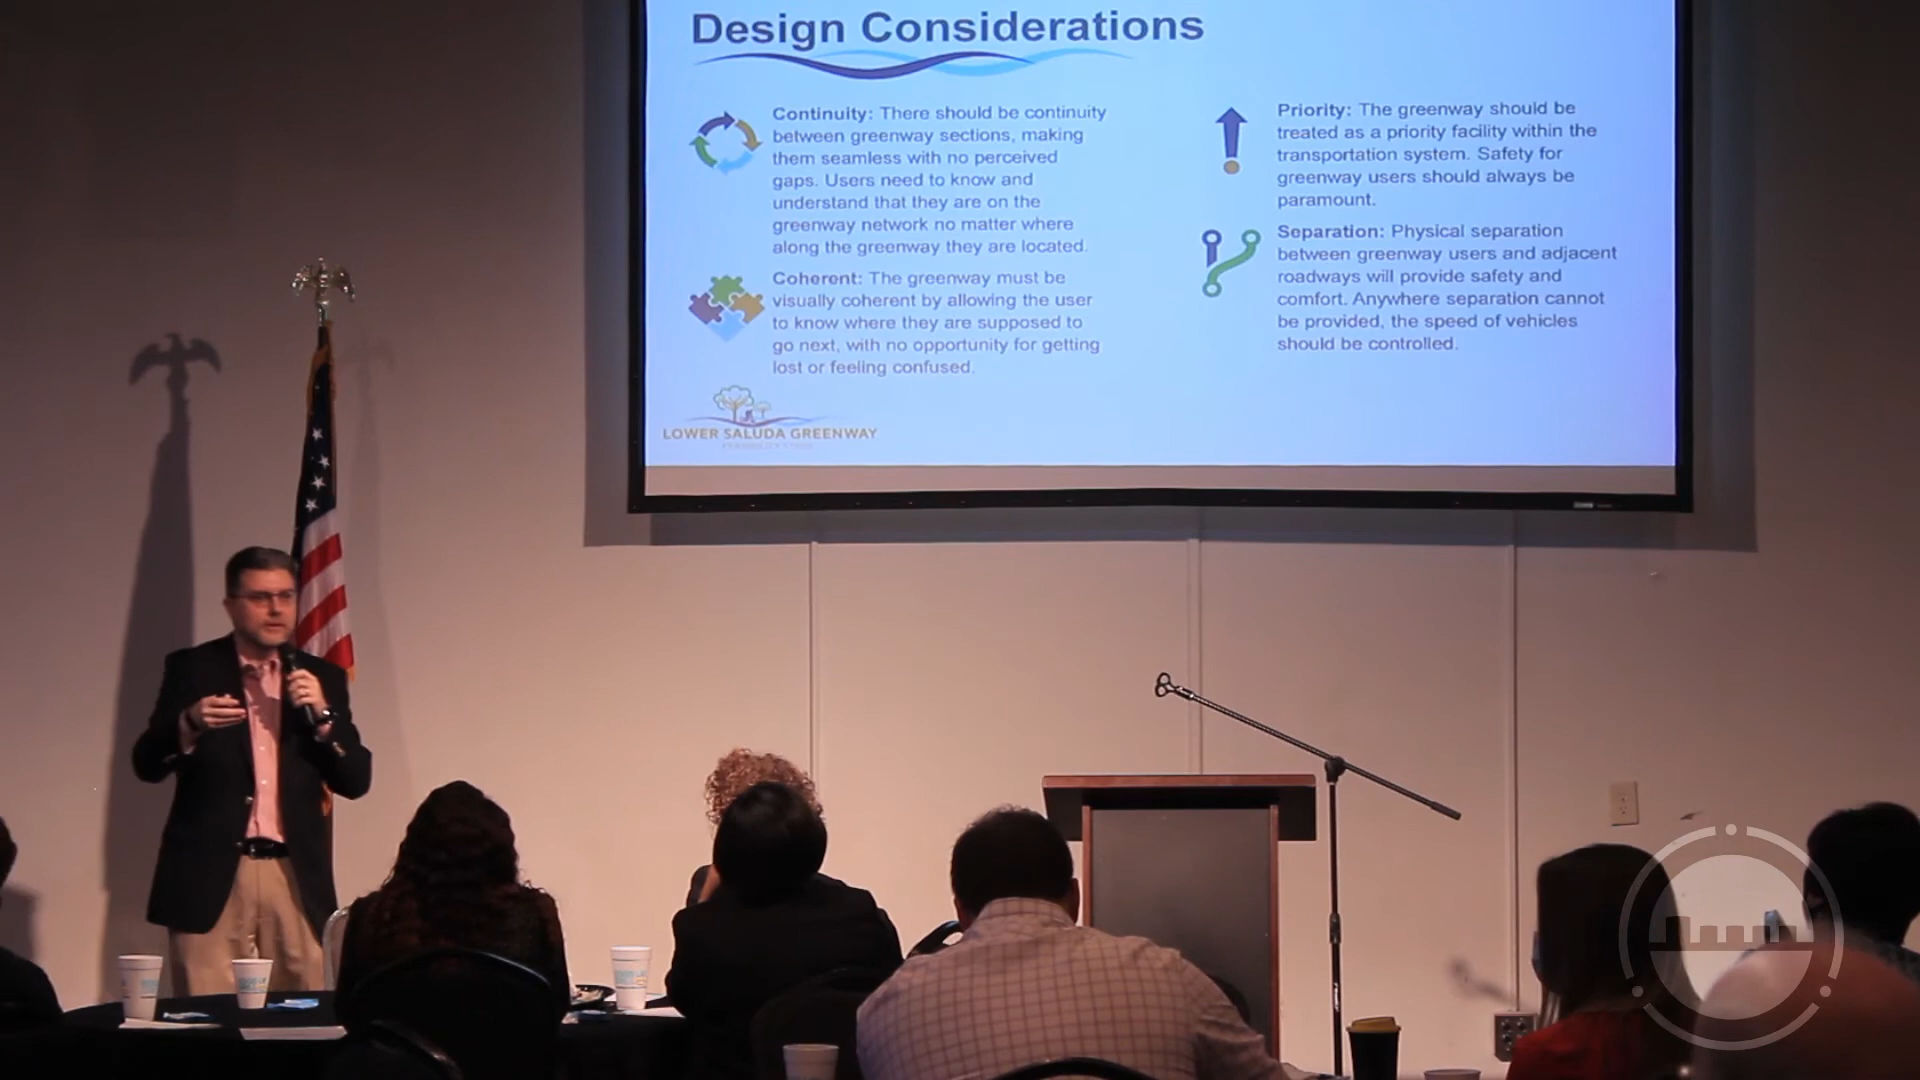 Design Considerations
Continuity: There should be continuity
between greenway sections, making
them seamless with no perceived
gaps. Users need to know and
understand that they are on the
greenway network no matter where
along the greenway they are located.
Coherent: The greenway must be
visually coherent by allowing the user
to know where they are supposed to
go next, with no opportunity for getting
lost or feeling confused.
Priority: The greenway should be
treated as a priority facility within the
transportation system. Safety for
greenway users should always be
paramount.
Separation: Physical separation
between greenway users and adjacent
roadways will provide safety and
comfort. Anywhere separation cannot
be provided, the speed of vehicles
should be controlled.
LOWER SALUDA GREENWAY